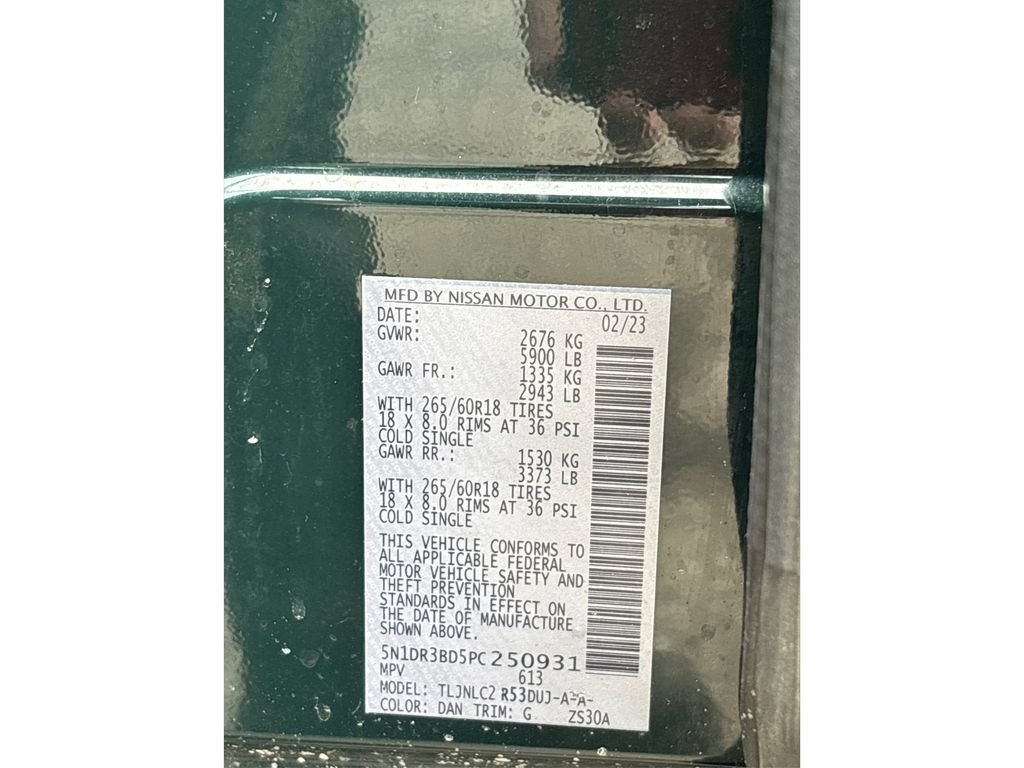 MFD BY NISSAN MOTOR CO., LTD.
DATE: 02/23
GVWR: 2676 KG
5900 LB
GAWR FR.: 1335 KG
2943 LB
WITH 265/60R18 TIRES
18 X 8.0 RIMS AT 36 PSI
COLD SINGLE
GAWR RR.: 1530 KG
3373 LB
WITH 265/60R18 TIRES
18 X 8.0 RIMS AT 36 PSI
COLD SINGLE
THIS VEHICLE CONFORMS TO
ALL APPLICABLE FEDERAL
MOTOR VEHICLE SAFETY AND
THEFT PREVENTION
STANDARDS IN EFFECT ON
THE DATE OF MANUFACTURE
SHOWN ABOVE.
5N1DR3BD5PC250931
MPV 613
MODEL: TLJNLC2 R53DUJ-A-A-
COLOR: DAN TRIM: G ZS30A